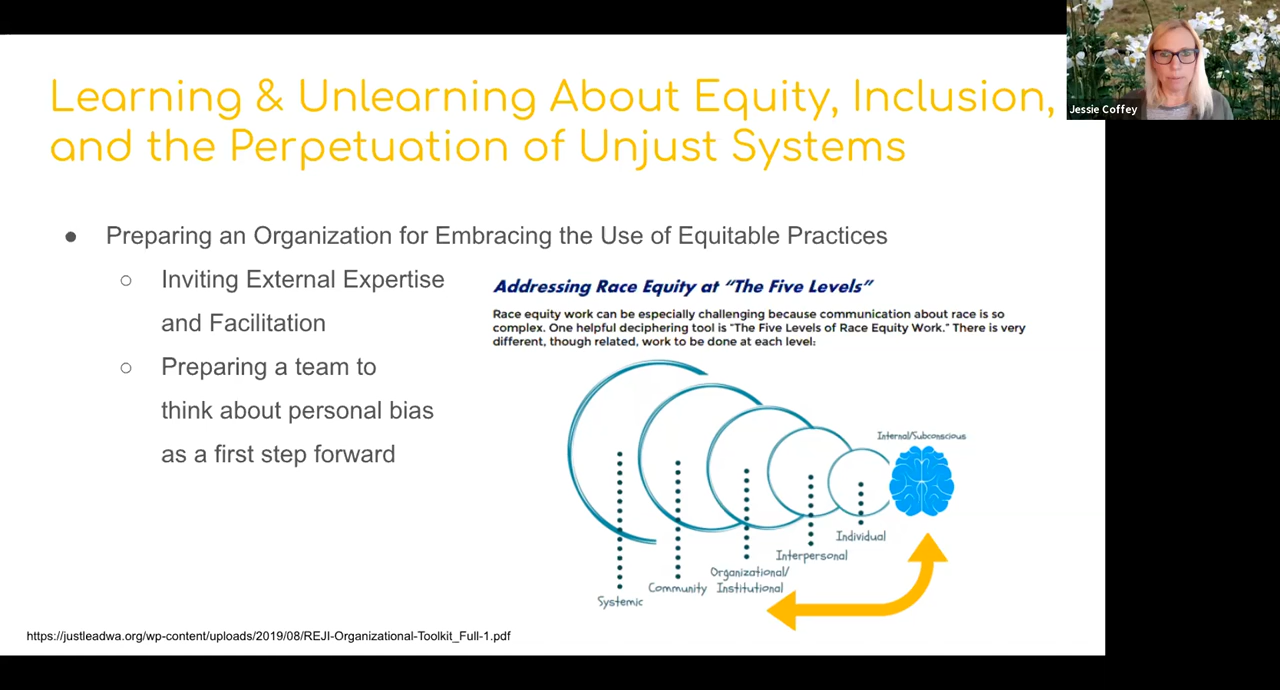 Jessie Coffey
Learning & Unlearning About Equity, Inclusion,
and the Perpetuation of Unjust Systems
● Preparing an Organization for Embracing the Use of Equitable Practices
○ Inviting External Expertise
and Facilitation
○ Preparing a team to
think about personal bias
as a first step forward
Addressing Race Equity at “The Five Levels”
Race equity work can be especially challenging because communication about race is so
complex. One helpful deciphering tool is “The Five Levels of Race Equity Work.” There is very
different, though related, work to be done at each level:
Internal/Subconscious
Individual
Interpersonal
Organizational/
Institutional
Community
Systemic
https://justleadwa.org/wp-content/uploads/2019/08/REJI-Organizational-Toolkit_Full-1.pdf